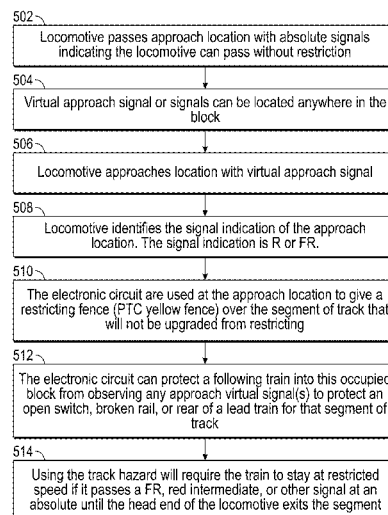 502
Locomotive passes approach location with absolute signals
indicating the locomotive can pass without restriction
504
Virtual approach signal or signals can be located anywhere in the
block
506
Locomotive approaches location with virtual approach signal
508
Locomotive identifies the signal indication of the approach
location. The signal indication is R or FR.
510
The electronic circuit are used at the approach location to give a
restricting fence (PTC yellow fence) over the segment of track that
will not be upgraded from restricting
512
The electronic circuit can protect a following train into this occupied
block from observing any approach virtual signal(s) to protect an
open switch, broken rail, or rear of a lead train for that segment of
track
514
Using the track hazard will require the train to stay at restricted
speed if it passes a FR, red intermediate, or other signal at an
absolute until the head end of the locomotive exits the segment